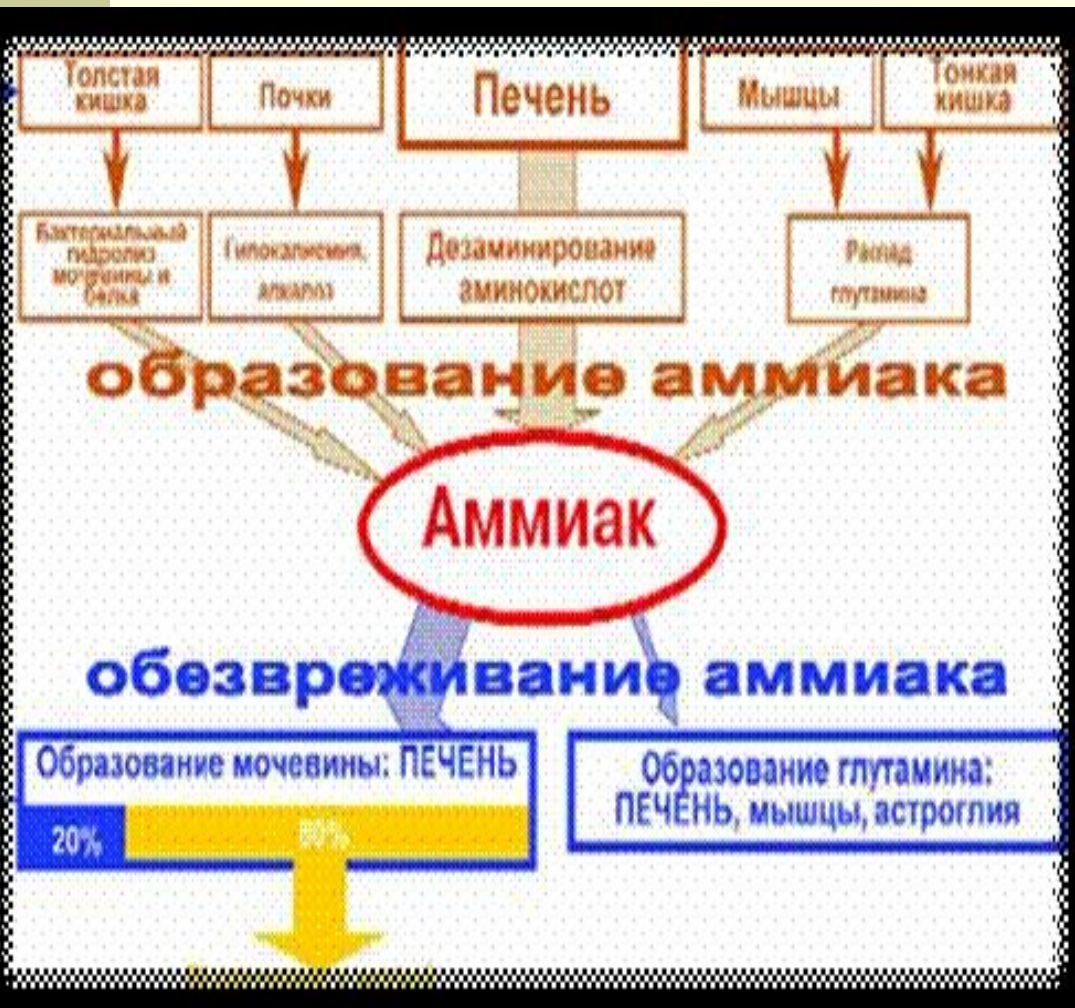 Толстая
кишка
Почки
Печень
Мышцы
Тонкая
кишка
Бактериальный
гидролиз
мочевины и
белка
Гипокалиемия,
алкалоз
Дезаминирование
аминокислот
Распад
глутамина
образование аммиака
Аммиак
обезвреживание аммиака
Образование мочевины: ПЕЧЕНЬ
20%
80%
Образование глутамина:
ПЕЧЕНЬ, мышцы, астроглия